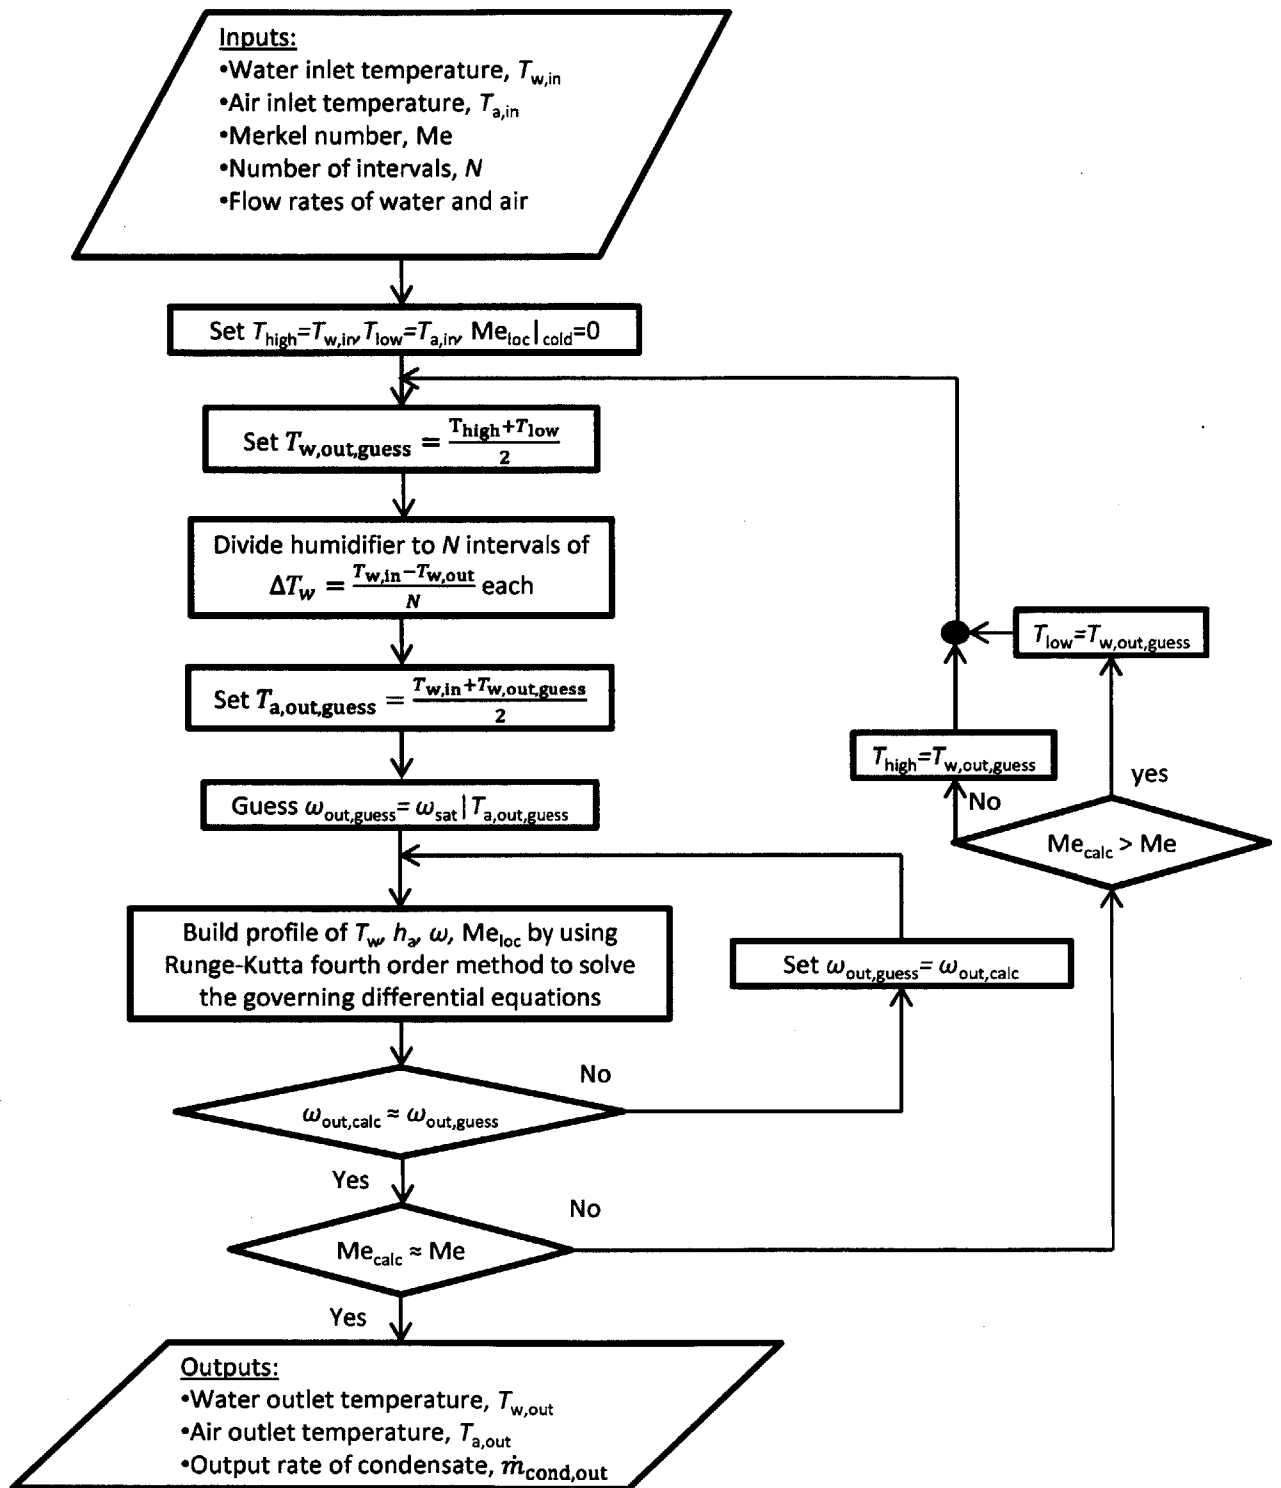 Inputs:
•Water inlet temperature, T_w,in
•Air inlet temperature, T_a,in
•Merkel number, Me
•Number of intervals, N
•Flow rates of water and air
Set T_high=T_w,in, T_low=T_a,in, Me_loc|_cold=0
Set T_w,out,guess = (T_high+T_low)/2
Divide humidifier to N intervals of
ΔT_w = (T_w,in−T_w,out)/N each
T_low=T_w,out,guess
Set T_a,out,guess = (T_w,in+T_w,out,guess)/2
T_high=T_w,out,guess
yes
No
Guess ω_out,guess= ω_sat|T_a,out,guess
Me_calc > Me
Build profile of T_w, h_a, ω, Me_loc by using
Runge-Kutta fourth order method to solve
the governing differential equations
Set ω_out,guess= ω_out,calc
No
ω_out,calc ≈ ω_out,guess
Yes
No
Me_calc ≈ Me
Yes
Outputs:
•Water outlet temperature, T_w,out
•Air outlet temperature, T_a,out
•Output rate of condensate, ṁ_cond,out